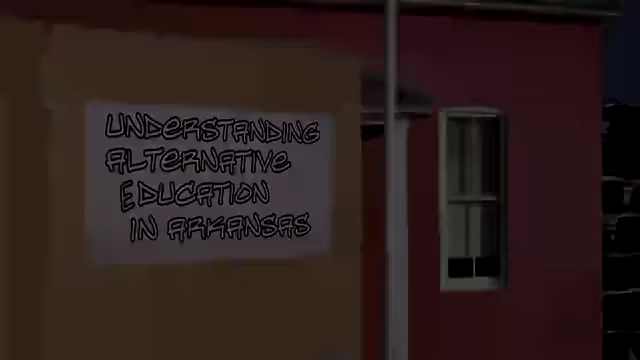 UNDERSTANDING
ALTERNATIVE
EDUCATION
IN ARKANSAS